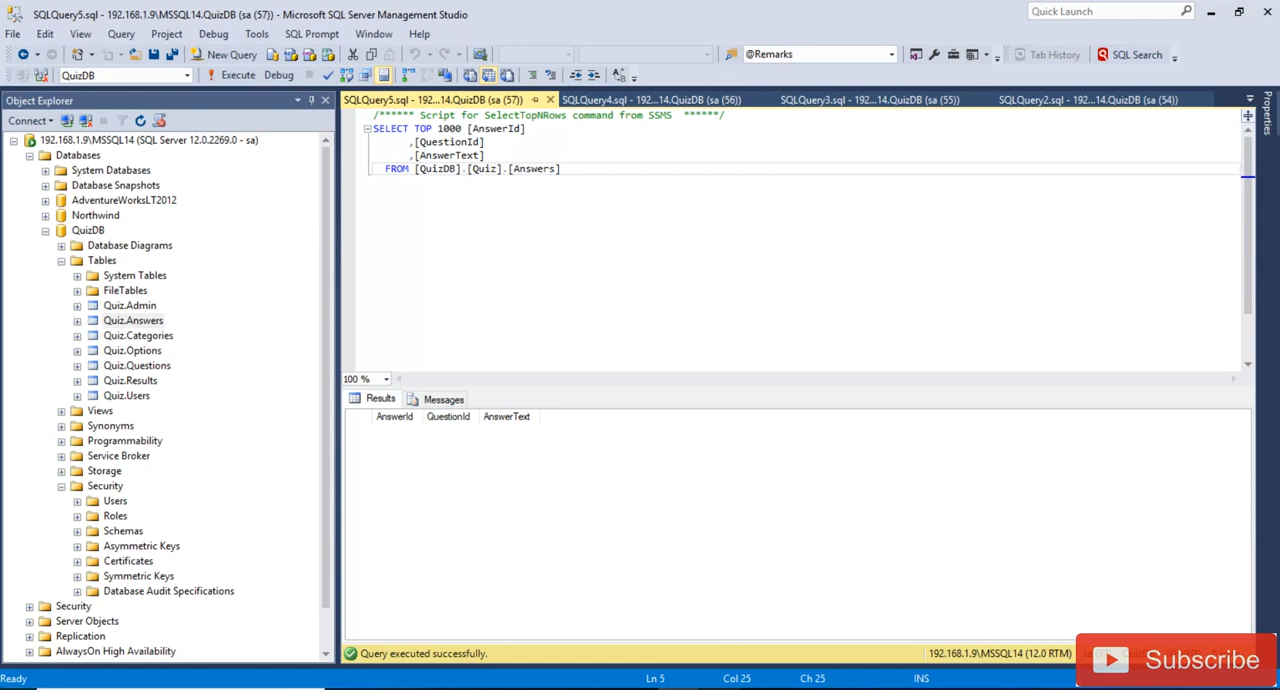 SQLQuery5.sql - 192.168.1.9\MSSQL14.QuizDB (sa (57)) - Microsoft SQL Server Management Studio
Quick Launch
File Edit View Query Project Debug Tools SQL Prompt Window Help
New Query
@Remarks
Tab History
SQL Search
QuizDB
Execute Debug
Object Explorer
SQLQuery5.sql - 192...14.QuizDB (sa (57))
SQLQuery4.sql - 192...14.QuizDB (sa (56))
SQLQuery3.sql - 192...14.QuizDB (sa (55))
SQLQuery2.sql - 192...14.QuizDB (sa (54))
Properties
Connect
192.168.1.9\MSSQL14 (SQL Server 12.0.2269.0 - sa)
Databases
System Databases
Database Snapshots
AdventureWorksLT2012
Northwind
QuizDB
Database Diagrams
Tables
System Tables
FileTables
Quiz.Admin
Quiz.Answers
Quiz.Categories
Quiz.Options
Quiz.Questions
Quiz.Results
Quiz.Users
Views
Synonyms
Programmability
Service Broker
Storage
Security
Users
Roles
Schemas
Asymmetric Keys
Certificates
Symmetric Keys
Database Audit Specifications
Security
Server Objects
Replication
AlwaysOn High Availability
/****** Script for SelectTopNRows command from SSMS ******/
SELECT TOP 1000 [AnswerId]
,[QuestionId]
,[AnswerText]
FROM [QuizDB].[Quiz].[Answers]
100 %
Results Messages
AnswerId QuestionId AnswerText
Query executed successfully.
192.168.1.9\MSSQL14 (12.0 RTM)
Subscribe
Ready
Ln 5
Col 25
Ch 25
INS